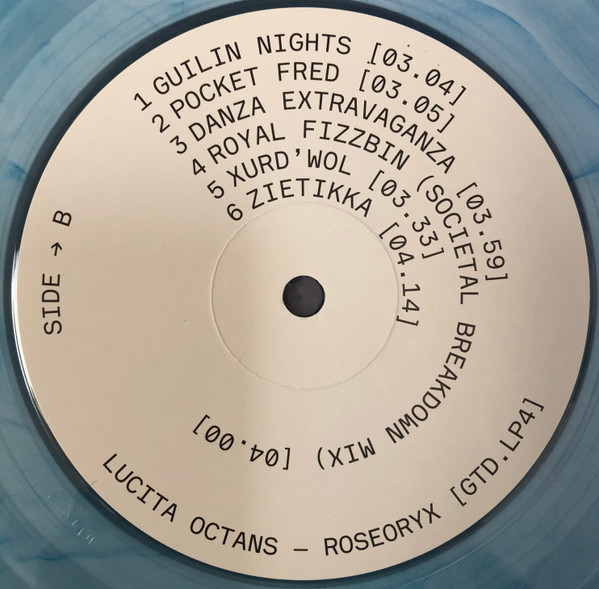 1 GUILIN NIGHTS [03.04]
2 POCKET FRED [03.05]
3 DANZA EXTRAVAGANZA [03.59]
4 ROYAL FIZZBIN (SOCIETAL BREAKDOWN MIX) [04.00]
5 XURD'WOL [03.33]
6 ZIETIKKA [04.14]
SIDE → B
LUCITA OCTANS — ROSEORYX [GTD.LP4]